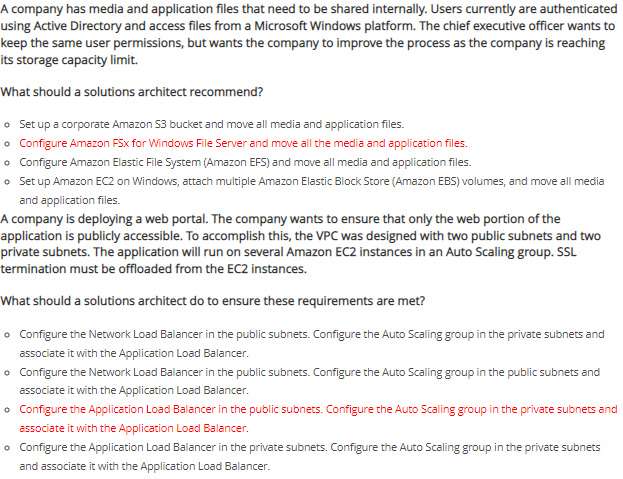 A company has media and application files that need to be shared internally. Users currently are authenticated
using Active Directory and access files from a Microsoft Windows platform. The chief executive officer wants to
keep the same user permissions, but wants the company to improve the process as the company is reaching
its storage capacity limit.
What should a solutions architect recommend?
Set up a corporate Amazon S3 bucket and move all media and application files.
Configure Amazon FSx for Windows File Server and move all the media and application files.
Configure Amazon Elastic File System (Amazon EFS) and move all media and application files.
Set up Amazon EC2 on Windows, attach multiple Amazon Elastic Block Store (Amazon EBS) volumes, and move all media
and application files.
A company is deploying a web portal. The company wants to ensure that only the web portion of the
application is publicly accessible. To accomplish this, the VPC was designed with two public subnets and two
private subnets. The application will run on several Amazon EC2 instances in an Auto Scaling group. SSL
termination must be offloaded from the EC2 instances.
What should a solutions architect do to ensure these requirements are met?
Configure the Network Load Balancer in the public subnets. Configure the Auto Scaling group in the private subnets and
associate it with the Application Load Balancer.
Configure the Network Load Balancer in the public subnets. Configure the Auto Scaling group in the public subnets and
associate it with the Application Load Balancer.
Configure the Application Load Balancer in the public subnets. Configure the Auto Scaling group in the private subnets and
associate it with the Application Load Balancer.
Configure the Application Load Balancer in the private subnets. Configure the Auto Scaling group in the private subnets
and associate it with the Application Load Balancer.